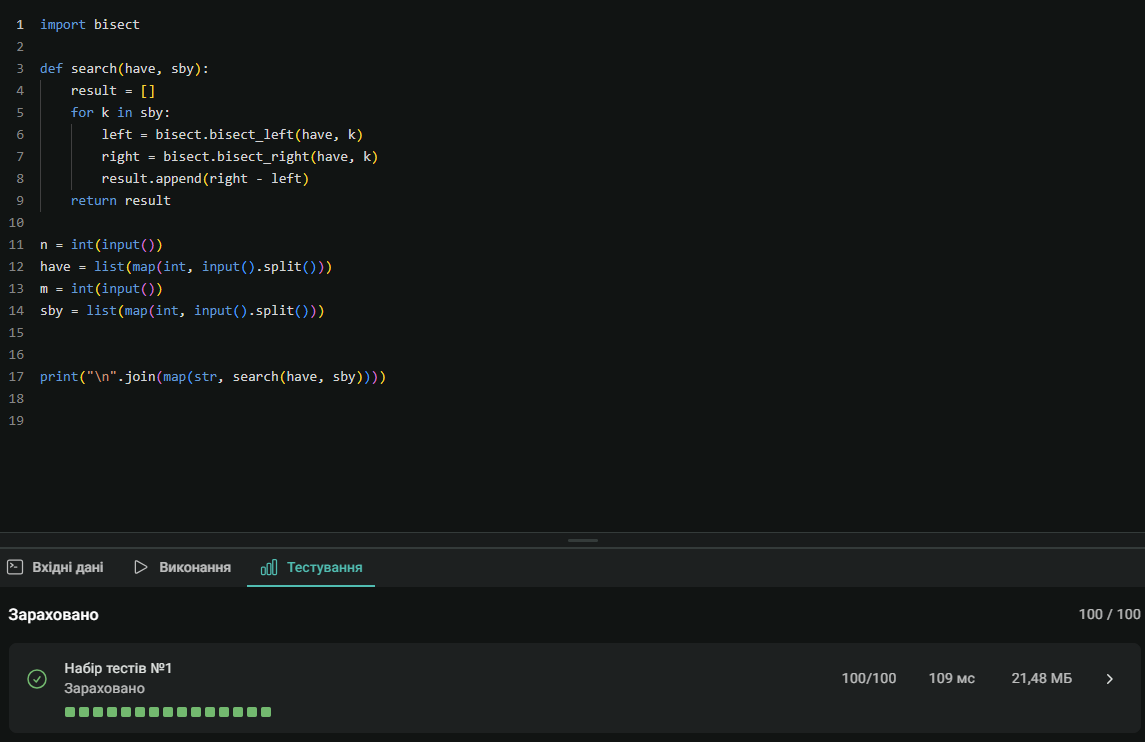 1 import bisect
2
3 def search(have, sby):
4     result = []
5     for k in sby:
6         left = bisect.bisect_left(have, k)
7         right = bisect.bisect_right(have, k)
8         result.append(right - left)
9     return result
10
11 n = int(input())
12 have = list(map(int, input().split()))
13 m = int(input())
14 sby = list(map(int, input().split()))
15
16
17 print("\n".join(map(str, search(have, sby))))
18
19
Вхідні дані Виконання Тестування
Зараховано 100 / 100
Набір тестів №1
Зараховано
100/100 109 мс 21,48 МБ